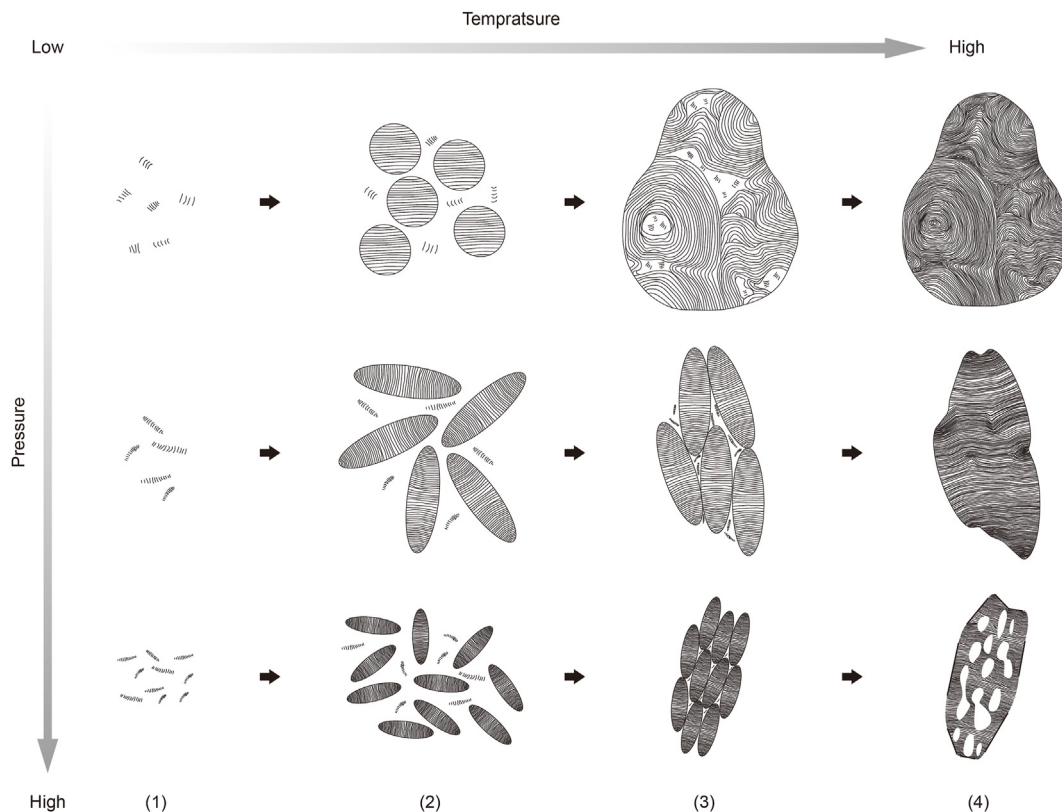 Tempratsure
Low
High
Pressure
High
(1)
(2)
(3)
(4)